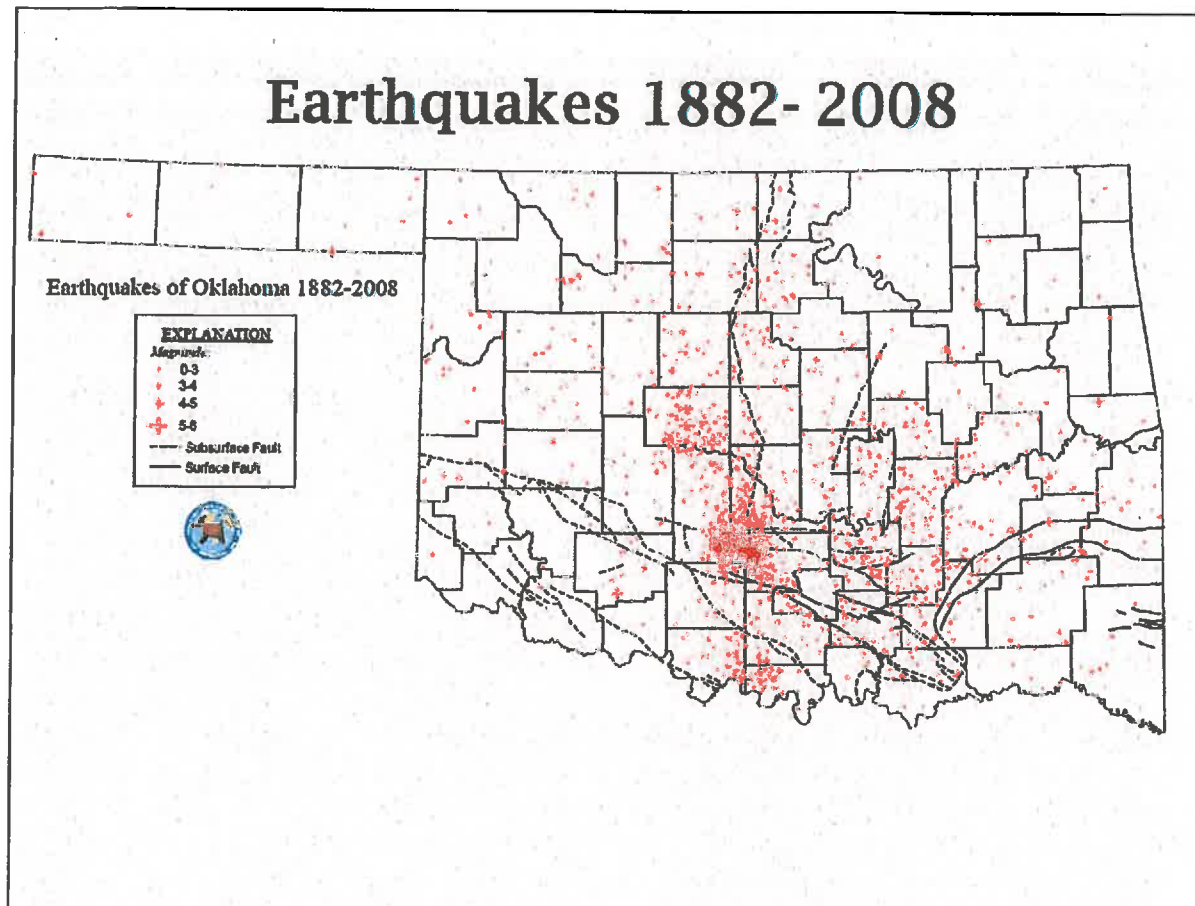 Earthquakes 1882- 2008
Earthquakes of Oklahoma 1882-2008
EXPLANATION
Magnitude
0-3
3-4
4-5
5-6
Subsurface Fault
Surface Fault